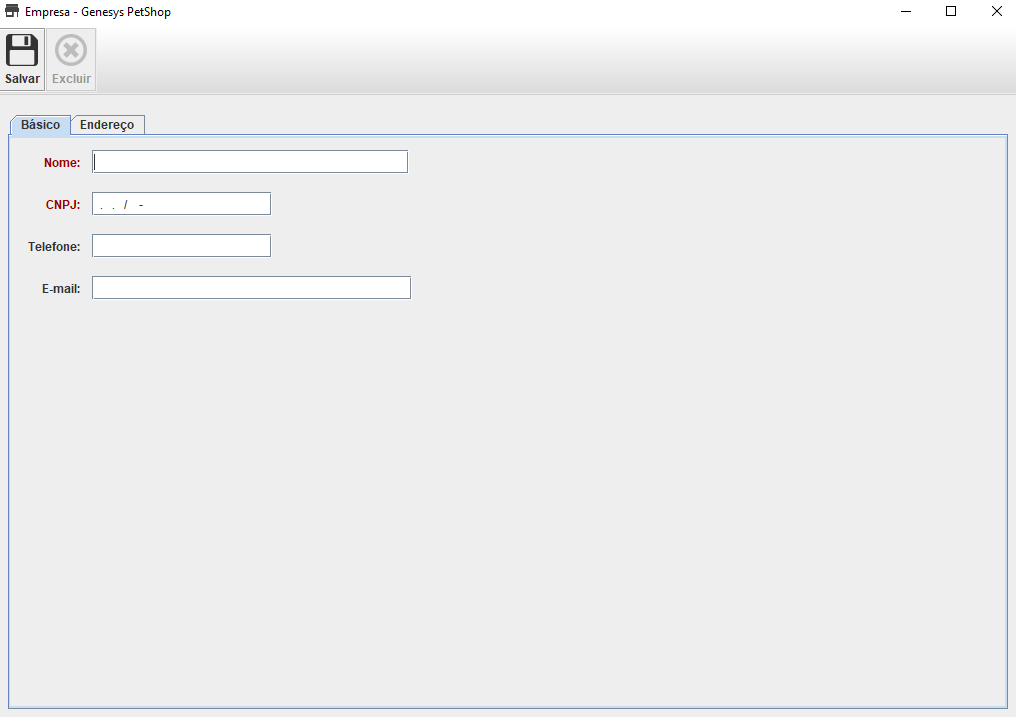 Empresa - Genesys PetShop
Salvar Excluir
Básico Endereço
Nome:
CNPJ: . . / -
Telefone:
E-mail: